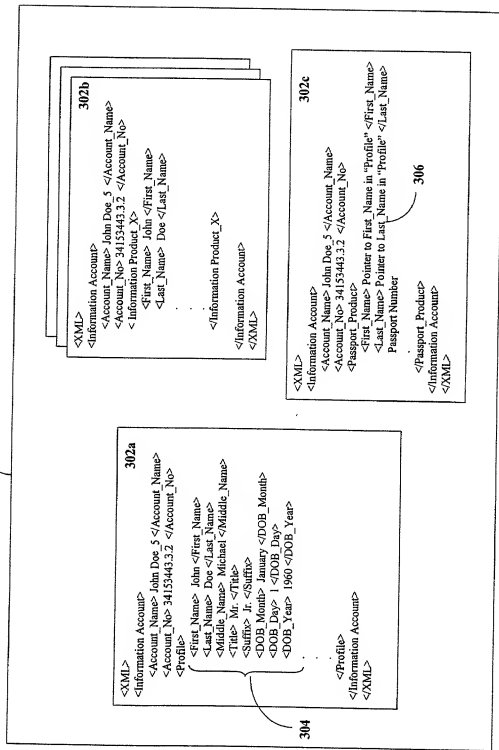 302a
<XML>
<Information Account>
<Account_Name> John Doe_5 </Account_Name>
<Account_No> 34153443.3.2 </Account_No>
<Profile>
<First_Name> John </First_Name>
<Last_Name> Doe </Last_Name>
<Middle_Name> Michael </Middle_Name>
<Title> Mr. </Title>
<Suffix> Jr. </Suffix>
<DOB_Month> January </DOB_Month>
<DOB_Day> 1 </DOB_Day>
<DOB_Year> 1960 </DOB_Year>
.
.
</Profile>
</Information Account>
</XML>
304
302b
<XML>
<Information Account>
<Account_Name> John Doe_5 </Account_Name>
<Account_No> 34153443.3.2 </Account_No>
< Information Product_X>
<First_Name> John </First_Name>
<Last_Name> Doe </Last_Name>
.
.
.
</Information Product_X>
</Information Account>
</XML>
302c
<XML>
<Information Account>
<Account_Name> John Doe_5 </Account_Name>
<Account_No> 34153443.3.2 </Account_No>
<Passport_Product>
<First_Name> Pointer to First_Name in "Profile" </First_Name>
<Last_Name> Pointer to Last_Name in "Profile" </Last_Name>
Passport Number
.
</Passport_Product>
</Information Account>
</XML>
306